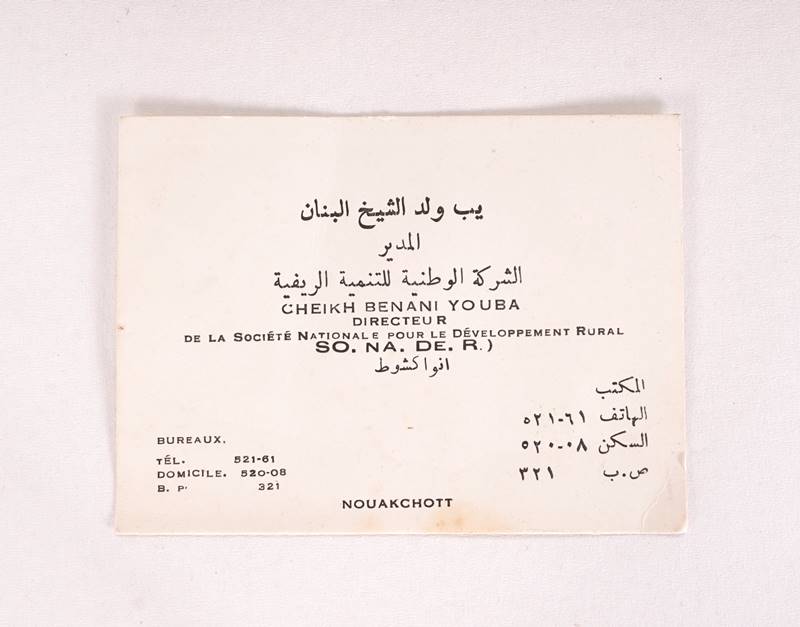 يب ولد الشيخ البنان
المدير
الشركة الوطنية للتنمية الريفية
CHEIKH BENANI YOUBA
DIRECTEUR
DE LA SOCIÉTÉ NATIONALE POUR LE DÉVELOPPEMENT RURAL
SO. NA. DE. R.)
انواكشوط
المكتب
الهاتف ٦١-٥٢١
السكن ٠٨-٥٢٠
ص.ب ٣٢١
BUREAUX.
TÉL. 521-61
DOMICILE. 520-08
B. P. 321
NOUAKCHOTT